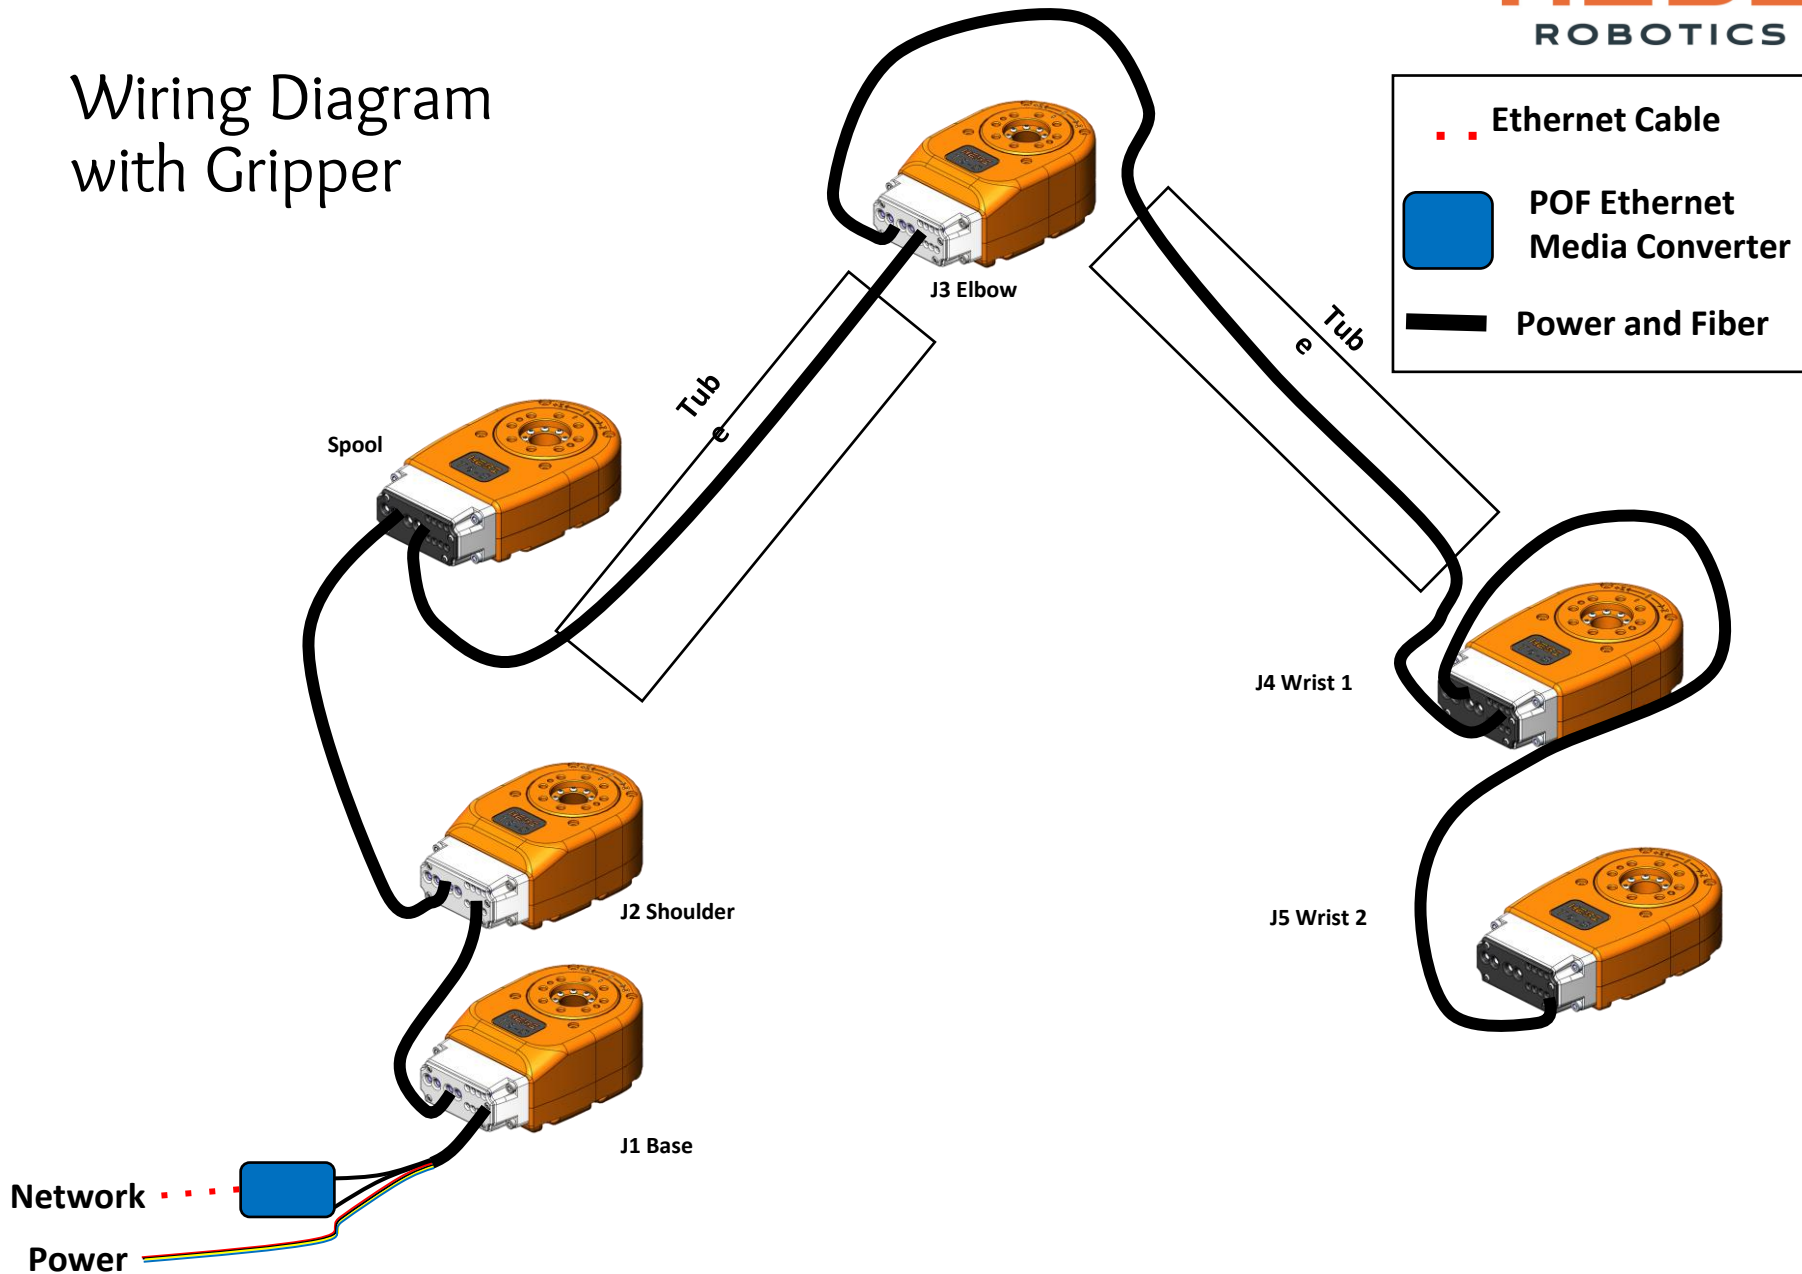 ROBOTICS
Wiring Diagram
with Gripper
Ethernet Cable
POF Ethernet
Media Converter
Power and Fiber
J3 Elbow
Tub
e
Tub
e
Spool
J4 Wrist 1
J2 Shoulder
J5 Wrist 2
J1 Base
Network
Power